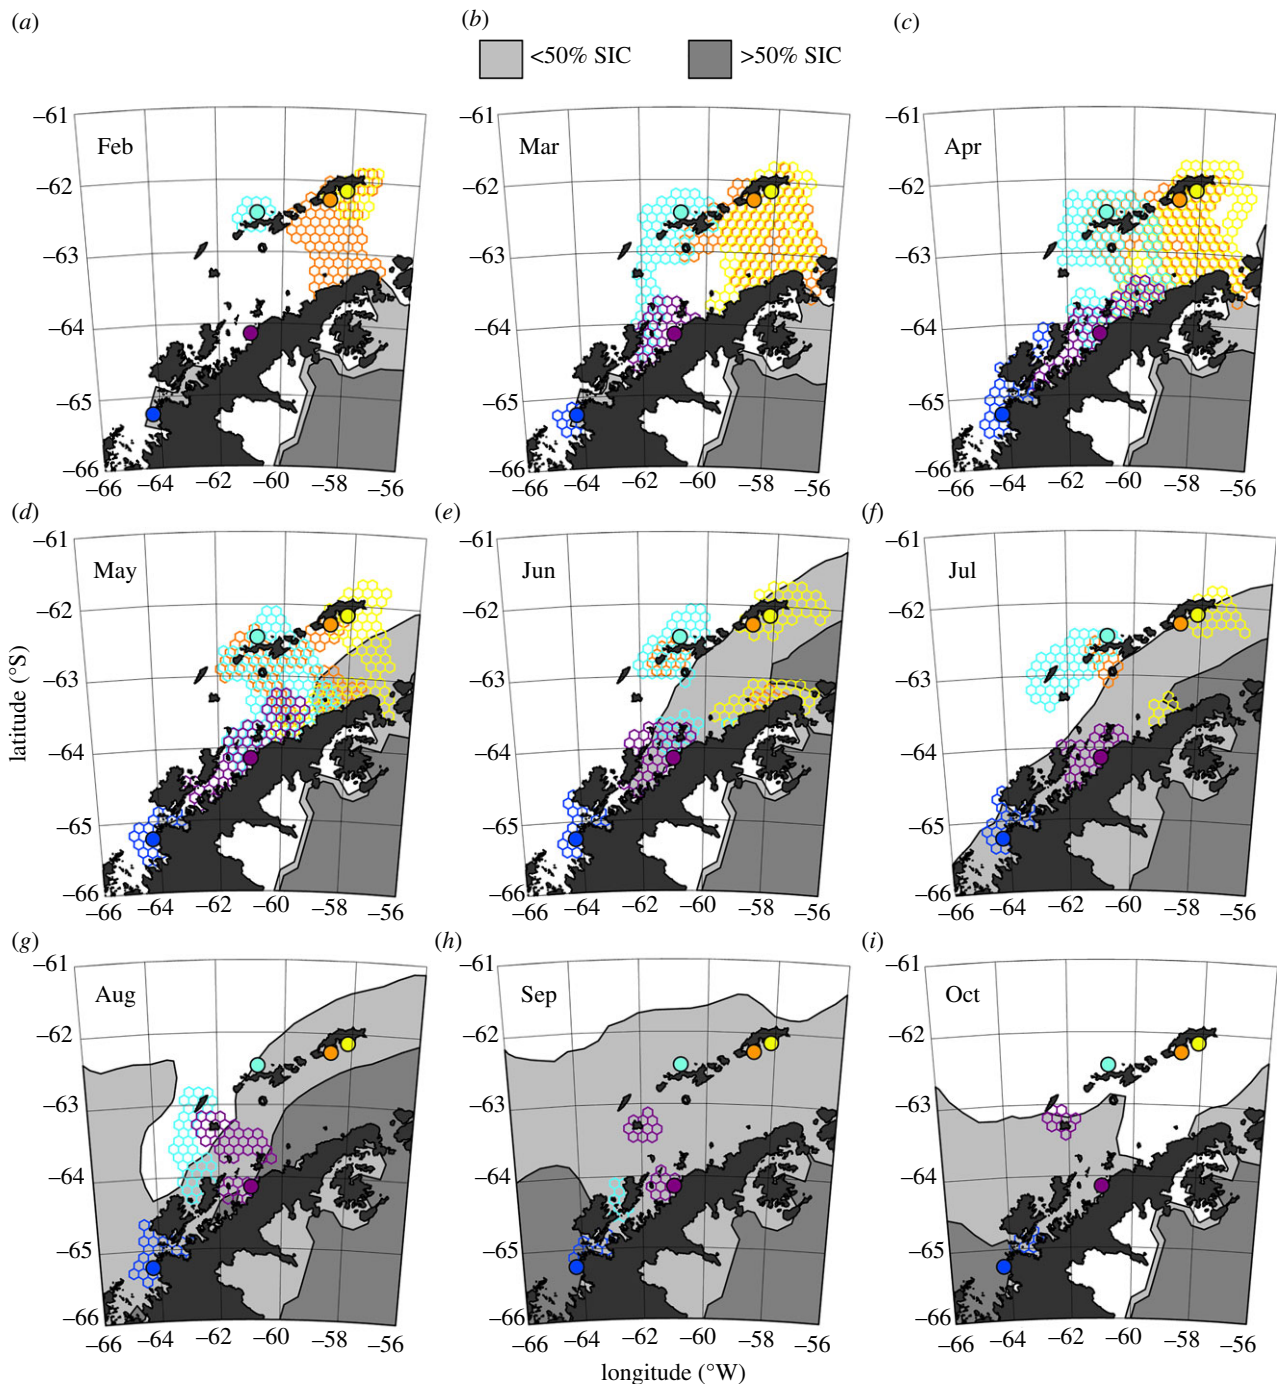 (a) (b) (c)
<50% SIC >50% SIC
–61 –61 –61
Feb Mar Apr
–62 –62 –62
–63 –63 –63
–64 –64 –64
–65 –65 –65
–66 –66 –66
–66 –64 –62 –60 –58 –56 –66 –64 –62 –60 –58 –56 –66 –64 –62 –60 –58 –56
(d) (e) (f)
–61 –61 –61
May Jun Jul
–62 –62 –62
latitude (°S)
–63 –63 –63
–64 –64 –64
–65 –65 –65
–66 –66 –66
–66 –64 –62 –60 –58 –56 –66 –64 –62 –60 –58 –56 –66 –64 –62 –60 –58 –56
(g) (h) (i)
–61 –61 –61
Aug Sep Oct
–62 –62 –62
–63 –63 –63
–64 –64 –64
–65 –65 –65
–66 –66 –66
–66 –64 –62 –60 –58 –56 –66 –64 –62 –60 –58 –56 –66 –64 –62 –60 –58 –56
longitude (°W)